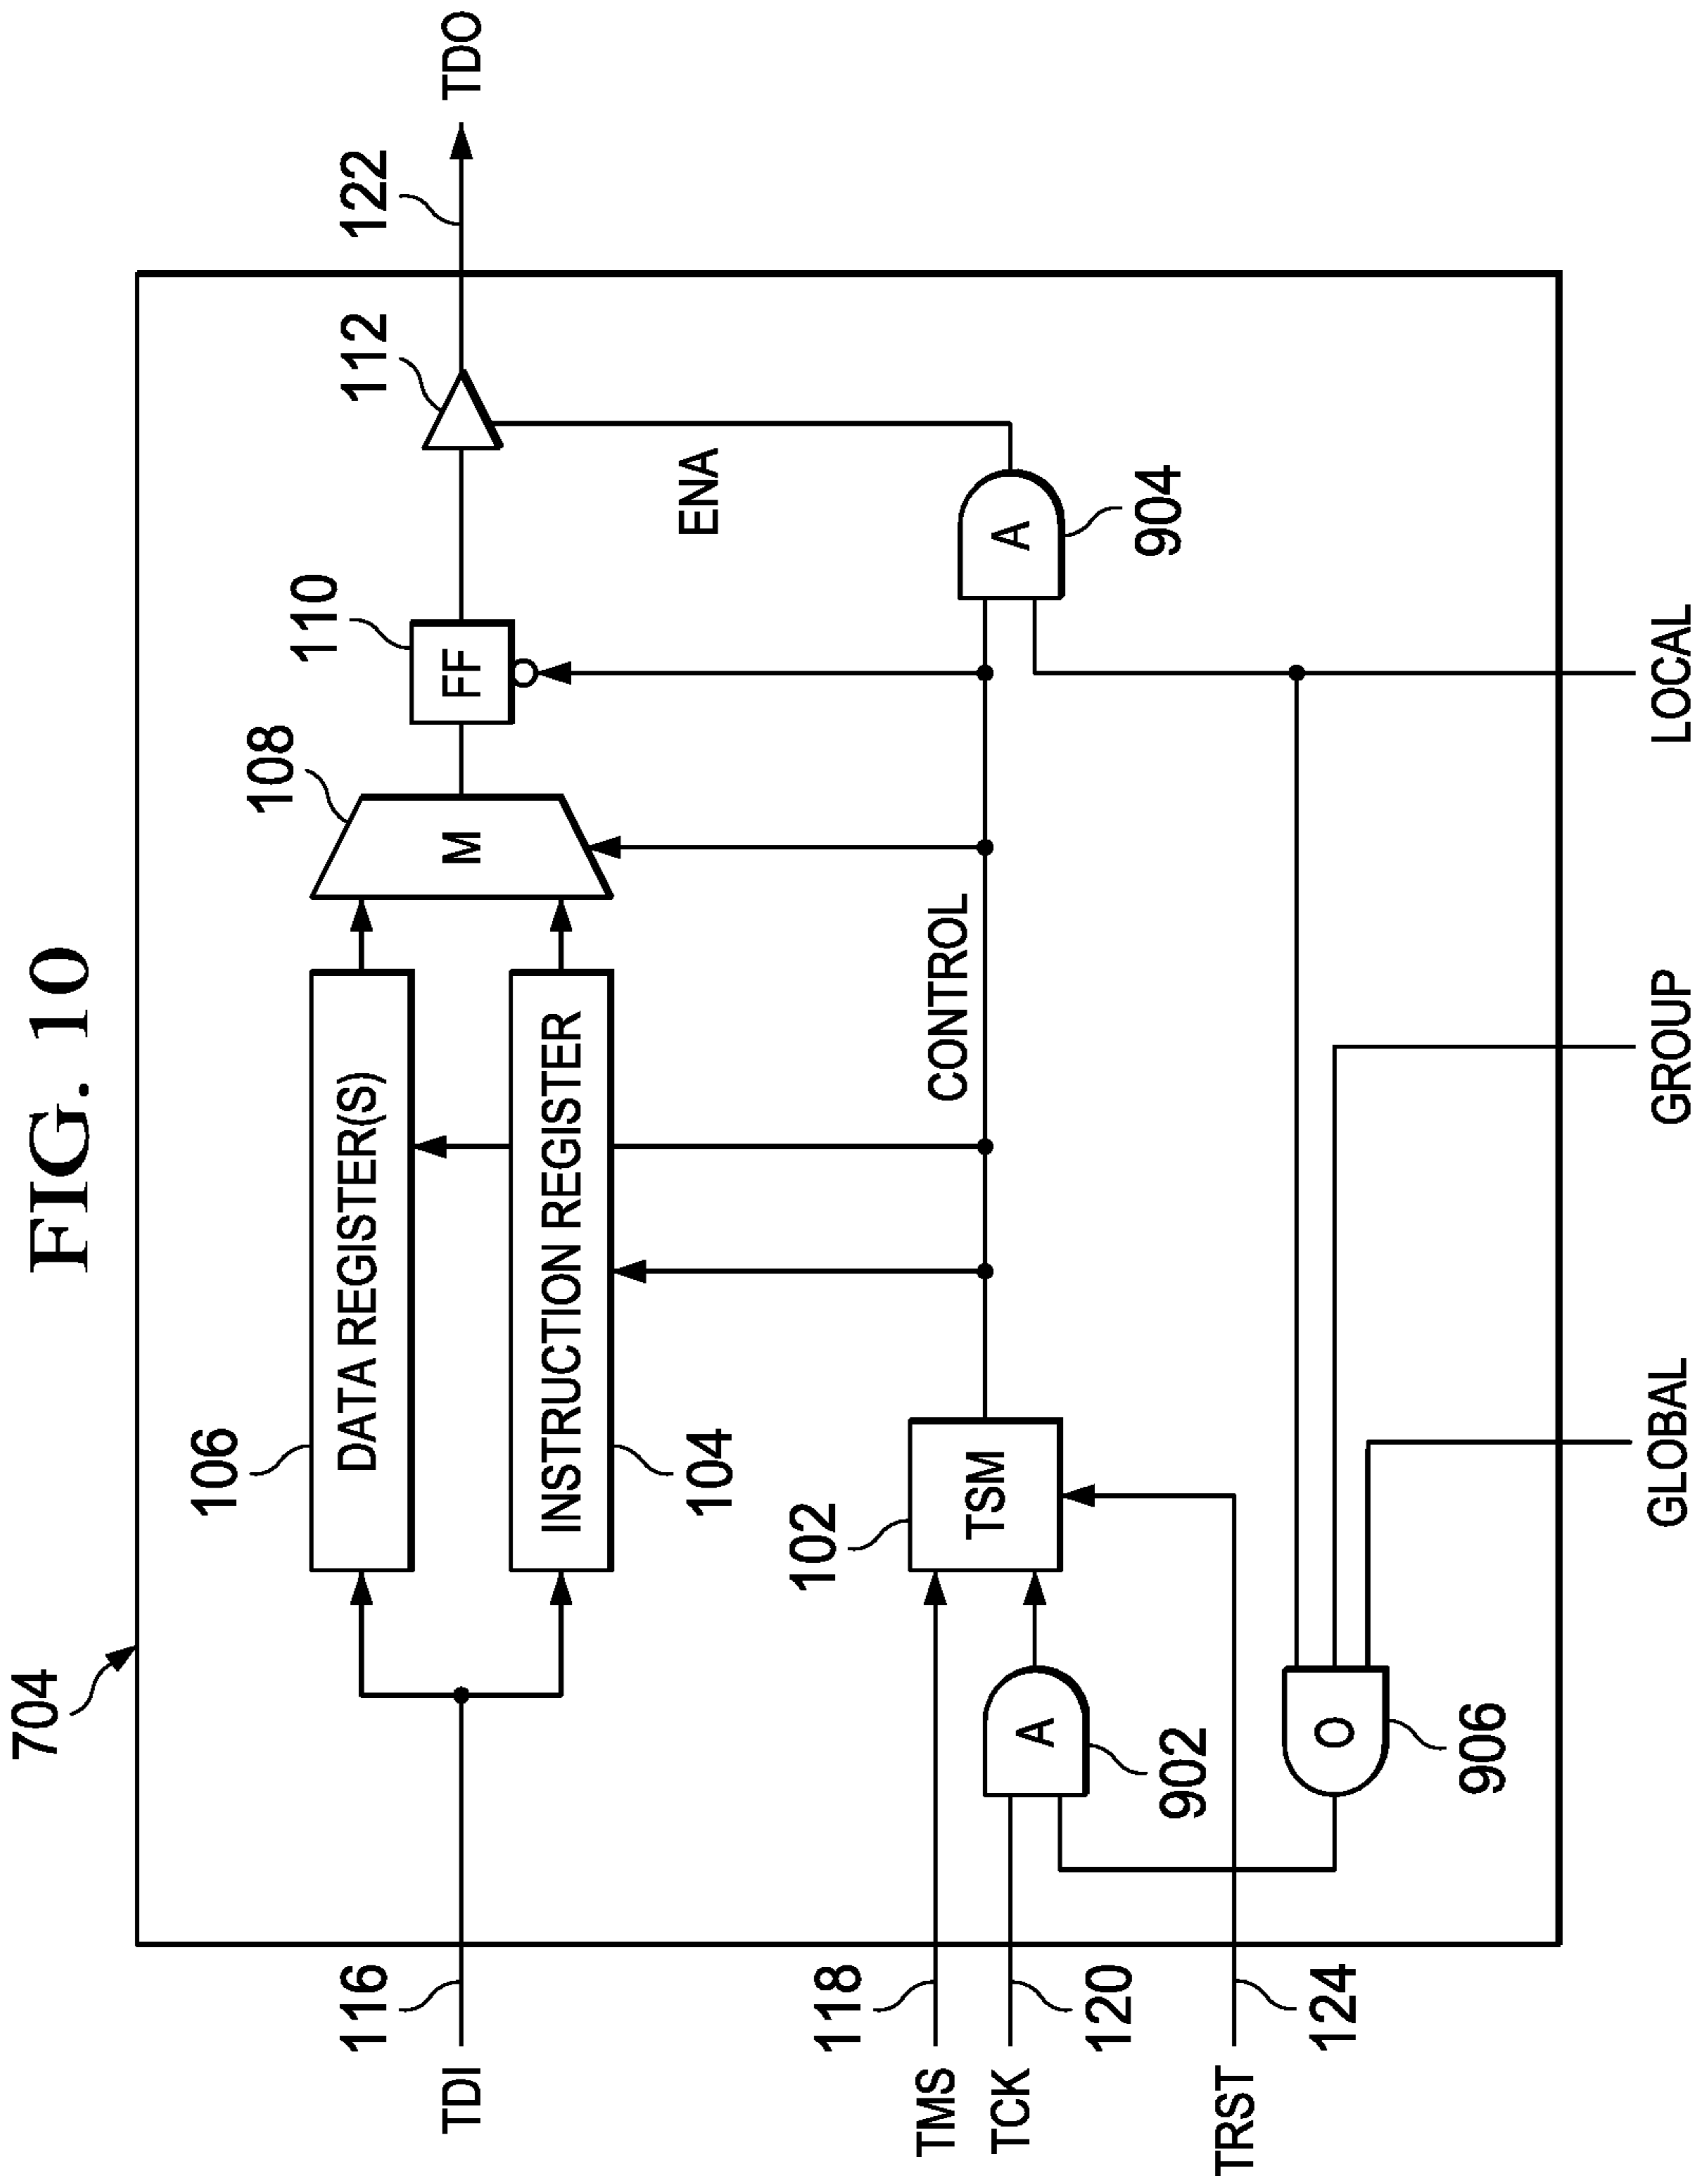 FIG. 10
704
106
DATA REGISTER(S)
108
M
110
FF
112
122
TDO
116
TDI
INSTRUCTION REGISTER
104
ENA
CONTROL
102
TSM
118
TMS
120
TCK
A
902
A
904
124
TRST
O
906
GLOBAL
GROUP
LOCAL